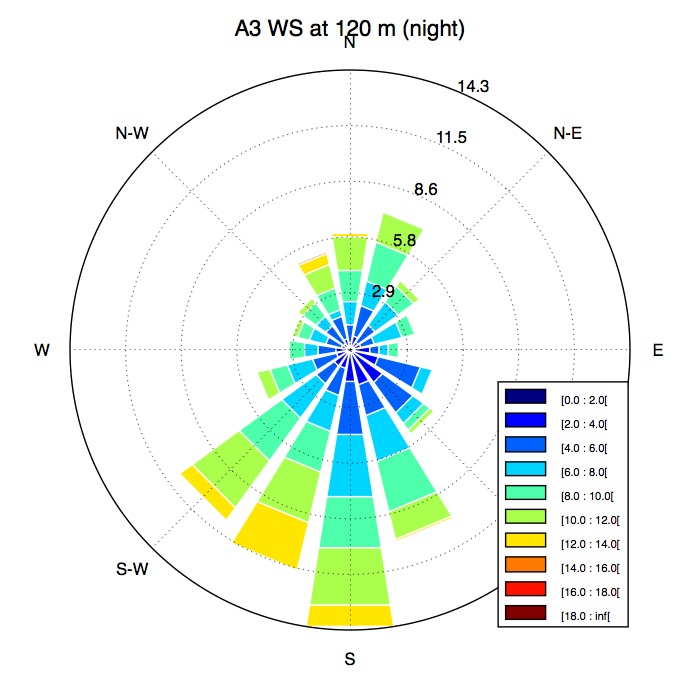 A3 WS at 120 m (night)
N
14.3
N-W
N-E
11.5
8.6
5.8
2.9
W
E
[0.0 : 2.0[
[2.0 : 4.0[
[4.0 : 6.0[
[6.0 : 8.0[
[8.0 : 10.0[
[10.0 : 12.0[
[12.0 : 14.0[
[14.0 : 16.0[
[16.0 : 18.0[
[18.0 : inf[
S-W
S